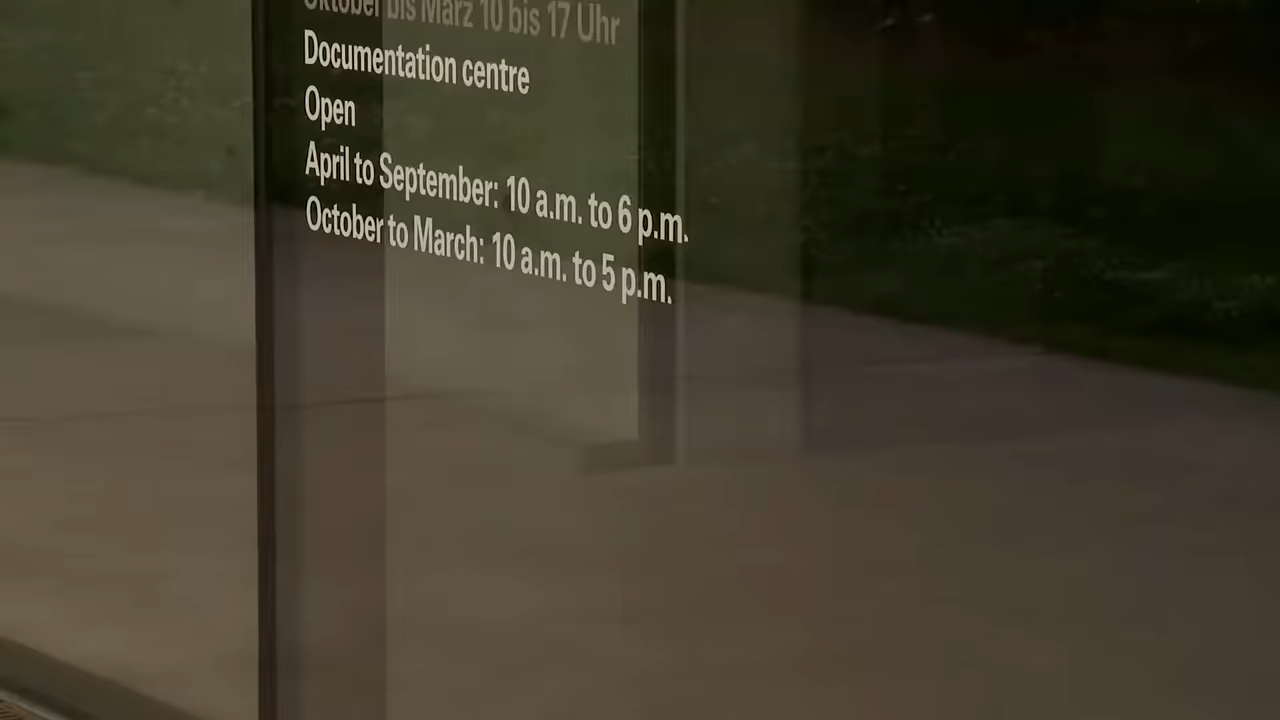 Oktober bis März 10 bis 17 Uhr
Documentation centre
Open
April to September: 10 a.m. to 6 p.m.
October to March: 10 a.m. to 5 p.m.